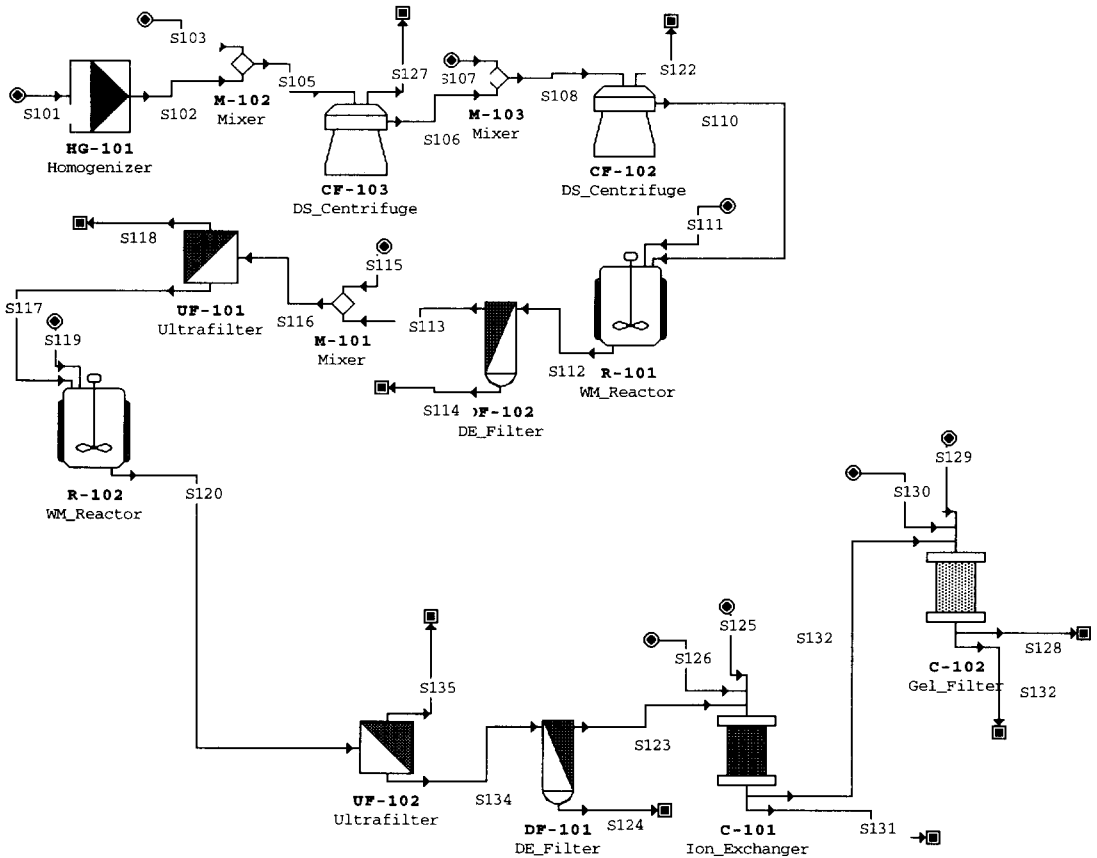 S103
S101
S102
HG-101
Homogenizer
M-102
Mixer
S105
S127
CF-103
DS_Centrifuge
S106
S107
M-103
Mixer
S108
S122
CF-102
DS_Centrifuge
S110
S111
S118
UF-101
Ultrafilter
S117
S119
S115
S116
M-101
Mixer
S113
S114
DF-102
DE_Filter
S112
R-101
WM_Reactor
R-102
WM_Reactor
S120
S135
UF-102
Ultrafilter
S134
DF-101
DE_Filter
S123
S124
S125
S126
C-101
Ion_Exchanger
S131
S132
S129
S130
C-102
Gel_Filter
S128
S132